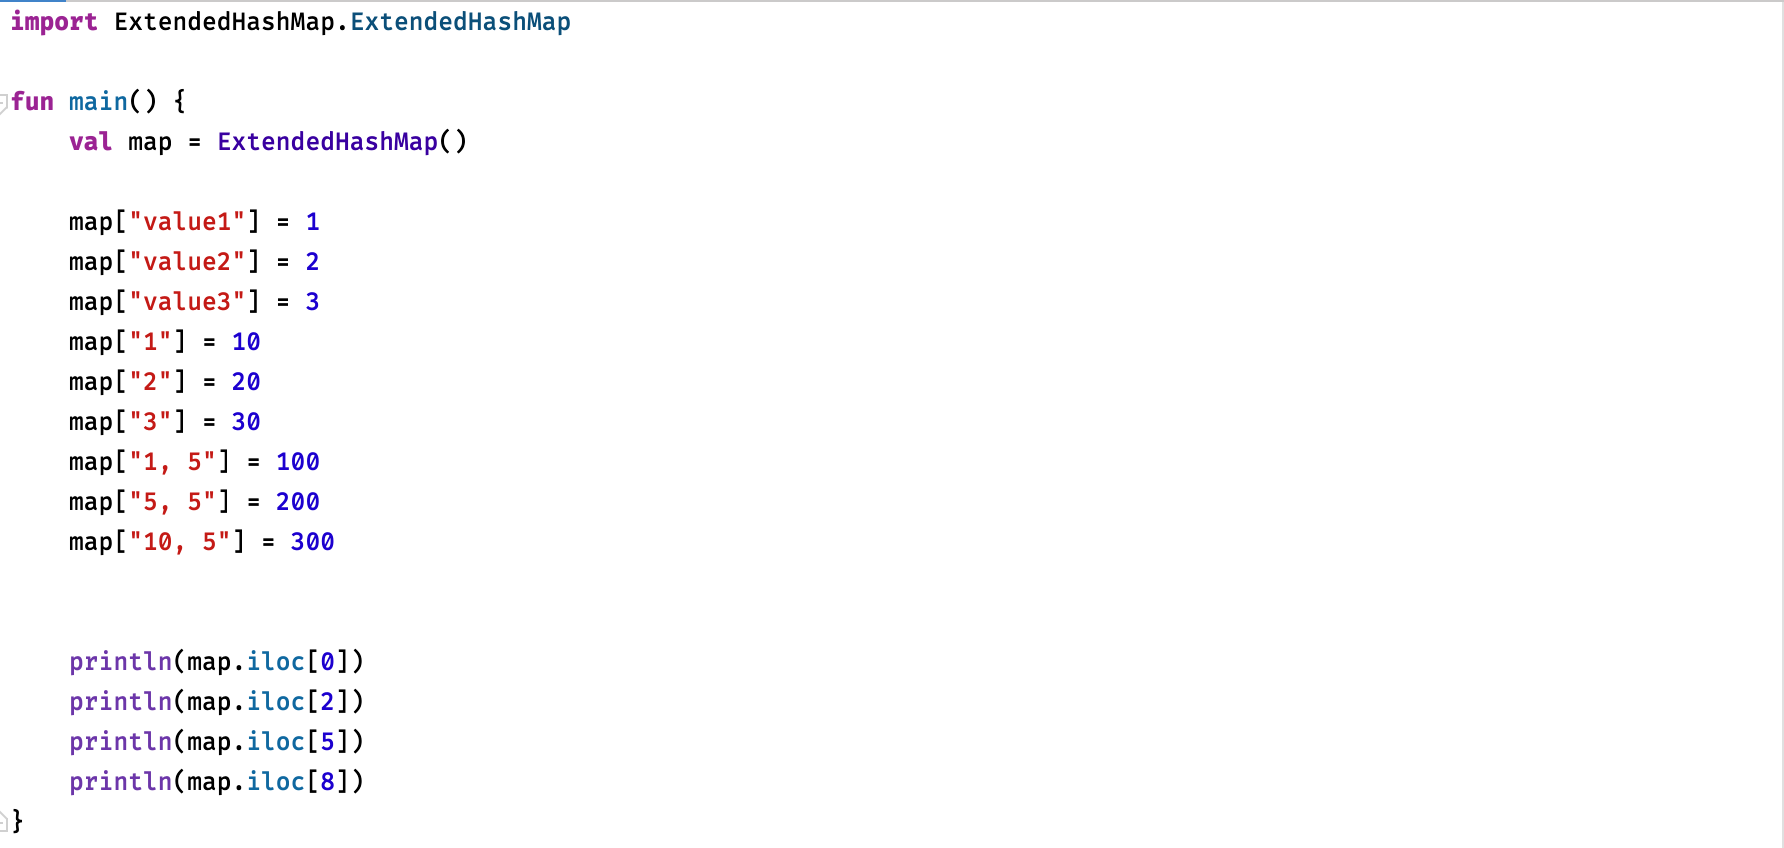 import ExtendedHashMap.ExtendedHashMap
fun main() {
    val map = ExtendedHashMap()
    map["value1"] = 1
    map["value2"] = 2
    map["value3"] = 3
    map["1"] = 10
    map["2"] = 20
    map["3"] = 30
    map["1, 5"] = 100
    map["5, 5"] = 200
    map["10, 5"] = 300
    println(map.iloc[0])
    println(map.iloc[2])
    println(map.iloc[5])
    println(map.iloc[8])
}